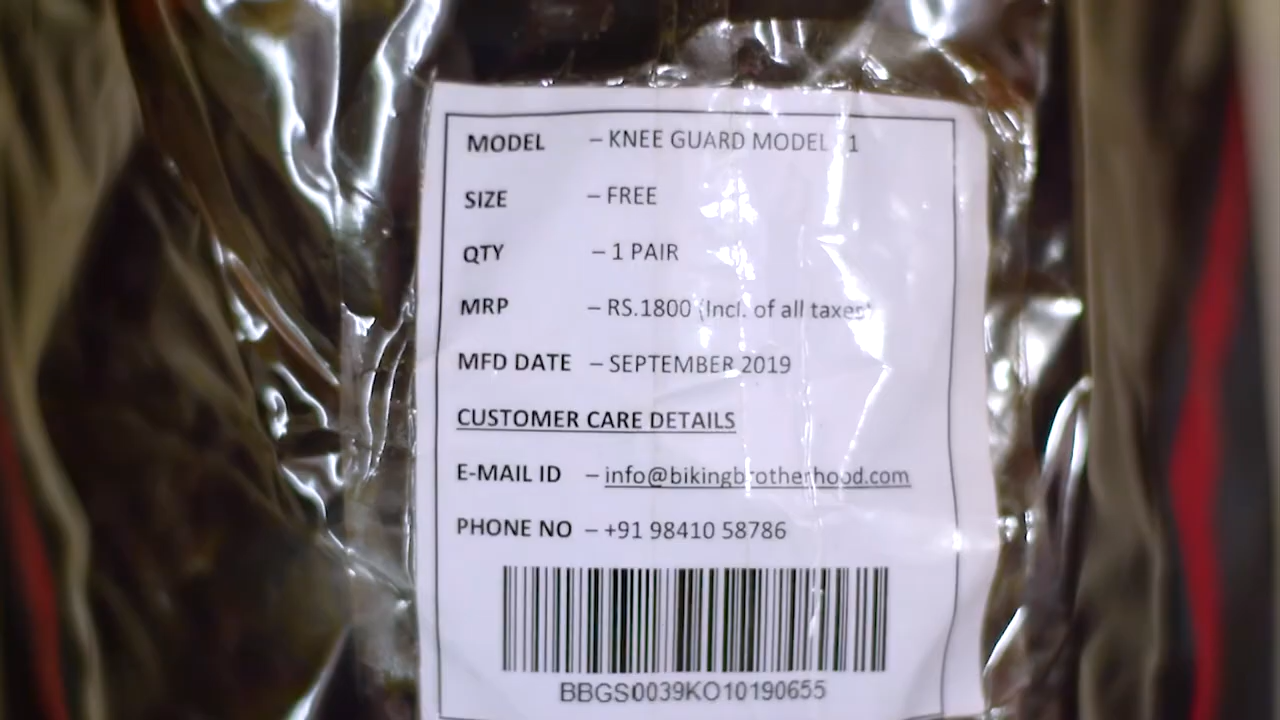 MODEL – KNEE GUARD MODEL 1
SIZE – FREE
QTY – 1 PAIR
MRP – RS.1800 (Incl. of all taxes)
MFD DATE – SEPTEMBER 2019
CUSTOMER CARE DETAILS
E-MAIL ID – info@bikingbrotherhood.com
PHONE NO – +91 98410 58786
BBGS0039KO10190655